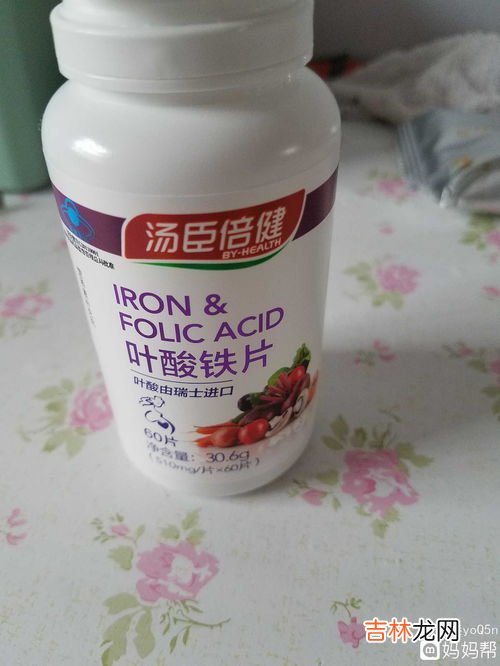 汤臣倍健
BY-HEALTH
IRON &
FOLIC ACID
叶酸铁片
叶酸由瑞士进口
60片
净含量：30.6g
（510mg/片×60片）
yoQ5n
妈妈帮
吉林龙网